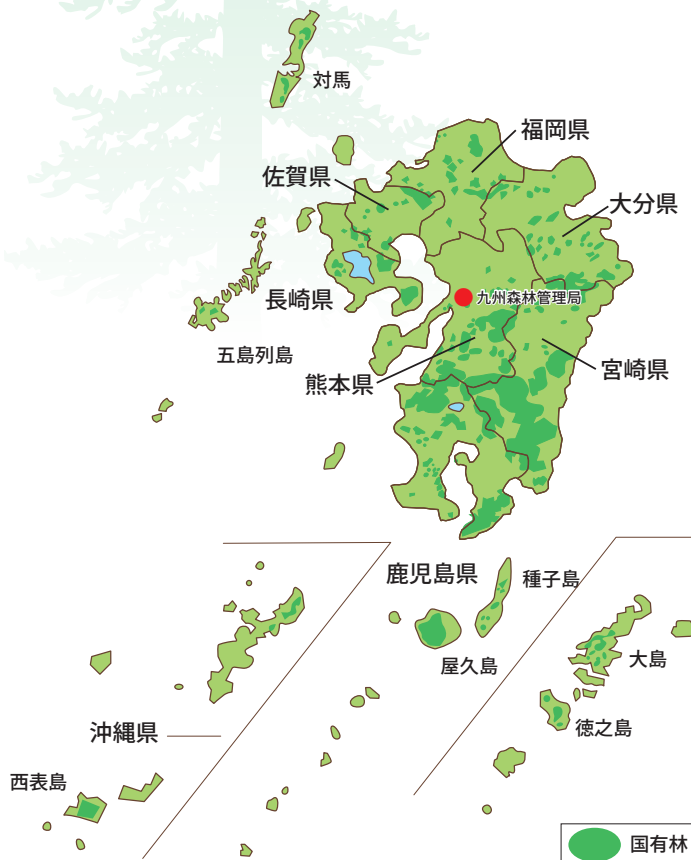 対馬
福岡県
佐賀県
大分県
長崎県
九州森林管理局
五島列島
熊本県
宮崎県
鹿児島県
種子島
屋久島
大島
徳之島
沖縄県
西表島
国有林